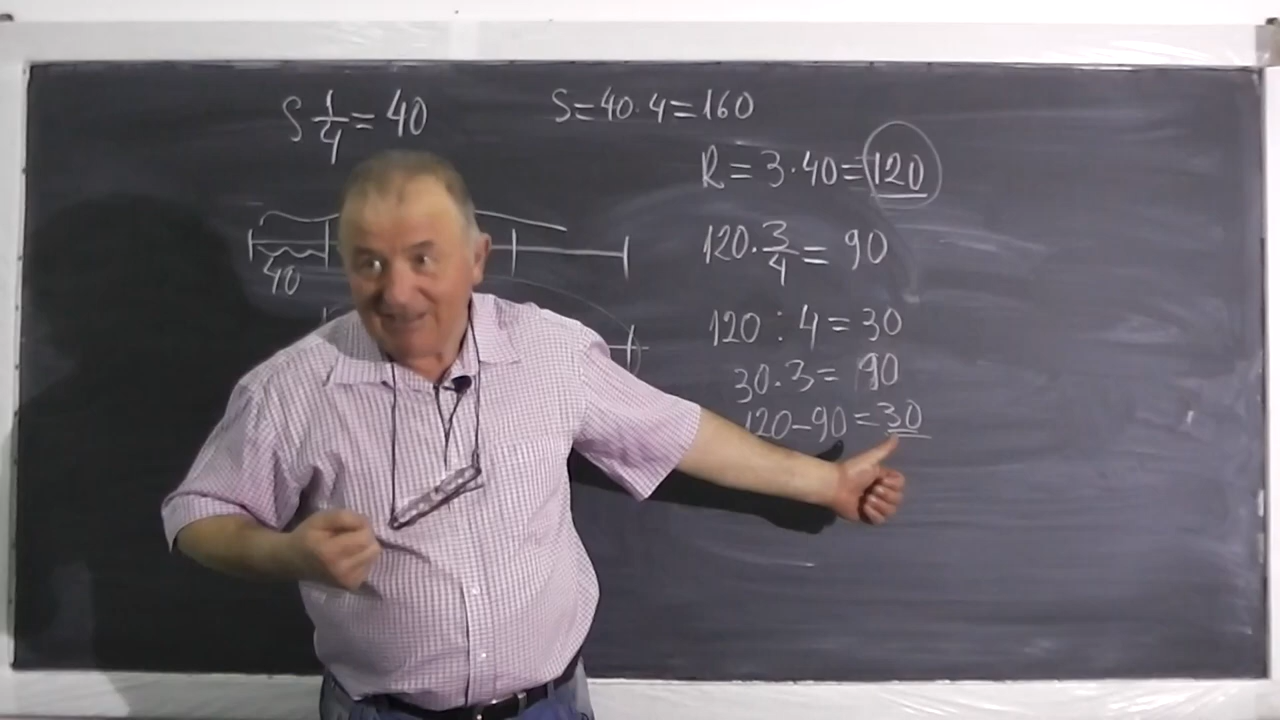 S 1/4 = 40
S = 40 · 4 = 160
R = 3 · 40 = 120
40
120 · 3/4 = 90
120 : 4 = 30
30 · 3 = 90
120 - 90 = 30